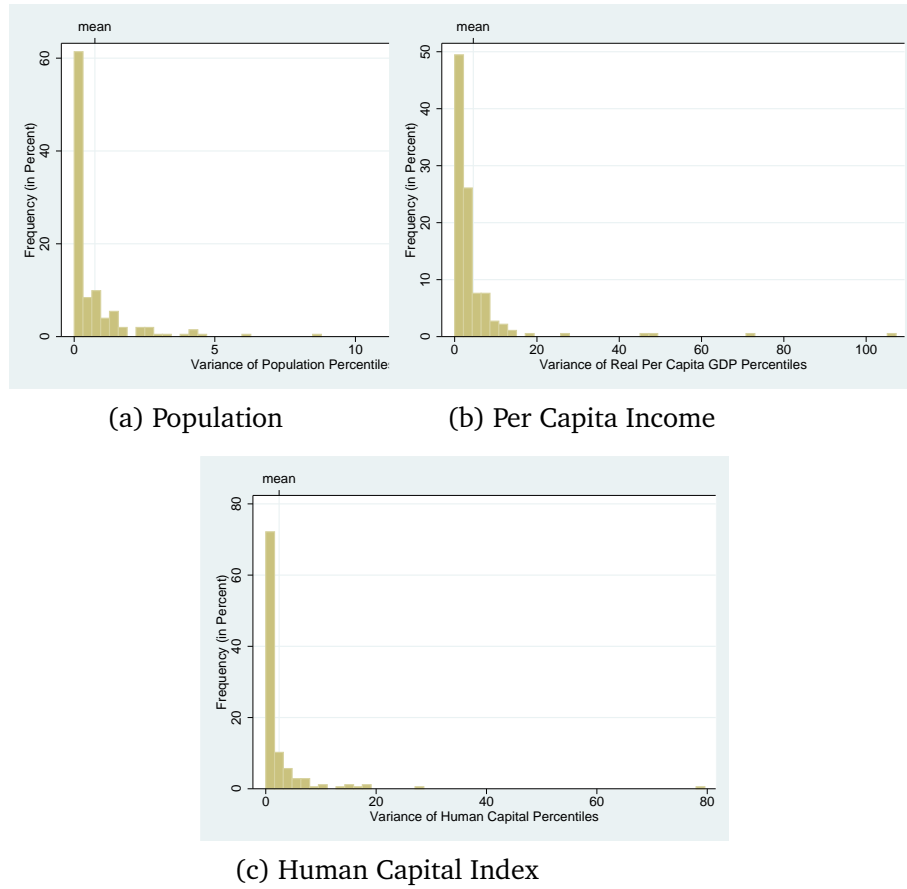 mean
Frequency (in Percent)
0 20 40 60
0 5 10
Variance of Population Percentiles
(a) Population
mean
Frequency (in Percent)
0 10 20 30 40 50
0 20 40 60 80 100
Variance of Real Per Capita GDP Percentiles
(b) Per Capita Income
mean
Frequency (in Percent)
0 20 40 60 80
0 20 40 60 80
Variance of Human Capital Percentiles
(c) Human Capital Index